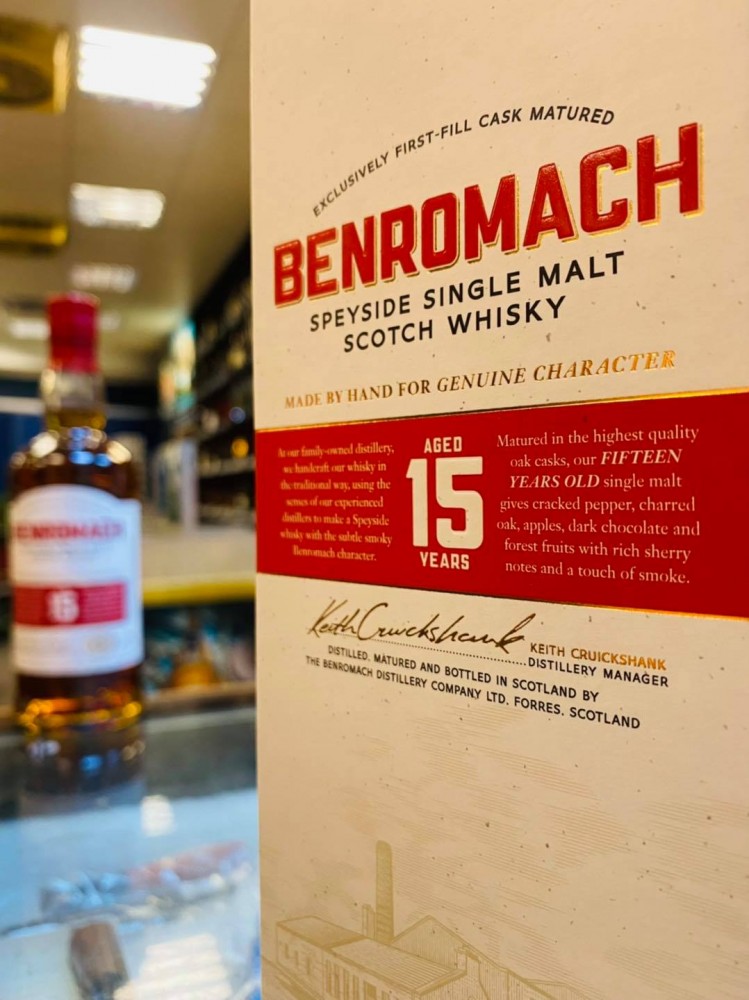 EXCLUSIVELY FIRST-FILL CASK MATURED
BENROMACH
SPEYSIDE SINGLE MALT
SCOTCH WHISKY
MADE BY HAND FOR GENUINE CHARACTER
At our family-owned distillery,
we handcraft our whisky in
the traditional way, using the
senses of our experienced
distillers to make a Speyside
whisky with the subtle smoky
Benromach character.
AGED
15
YEARS
Matured in the highest quality
oak casks, our FIFTEEN
YEARS OLD single malt
gives cracked pepper, charred
oak, apples, dark chocolate and
forest fruits with rich sherry
notes and a touch of smoke.
Keith Cruickshank
KEITH CRUICKSHANK
DISTILLERY MANAGER
DISTILLED, MATURED AND BOTTLED IN SCOTLAND BY
THE BENROMACH DISTILLERY COMPANY LTD. FORRES. SCOTLAND
BENROMACH
15